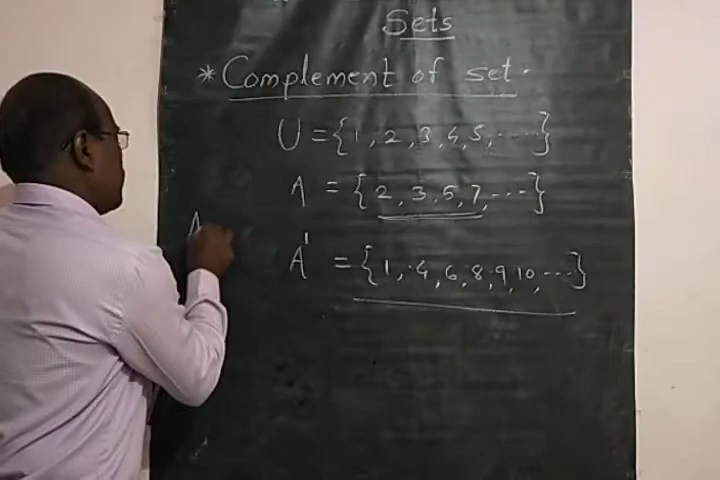 Sets
* Complement of set.
U = {1, 2, 3, 4, 5, ....}
A = {2, 3, 5, 7, ...}
A
A' = {1, 4, 6, 8, 9, 10, ...}